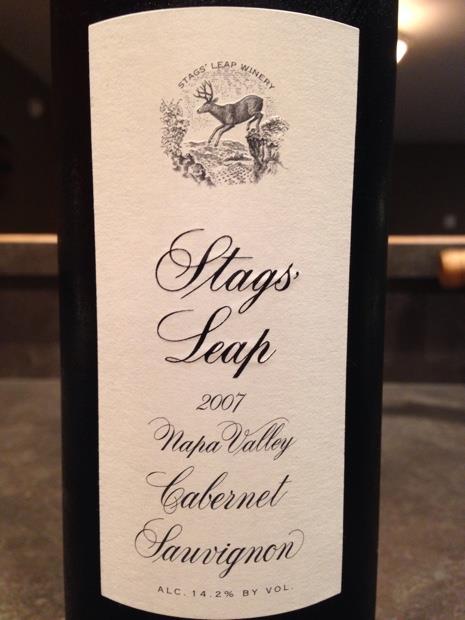 STAGS' LEAP WINERY
Stags'
Leap
2007
Napa Valley
Cabernet
Sauvignon
ALC. 14.2% BY VOL.